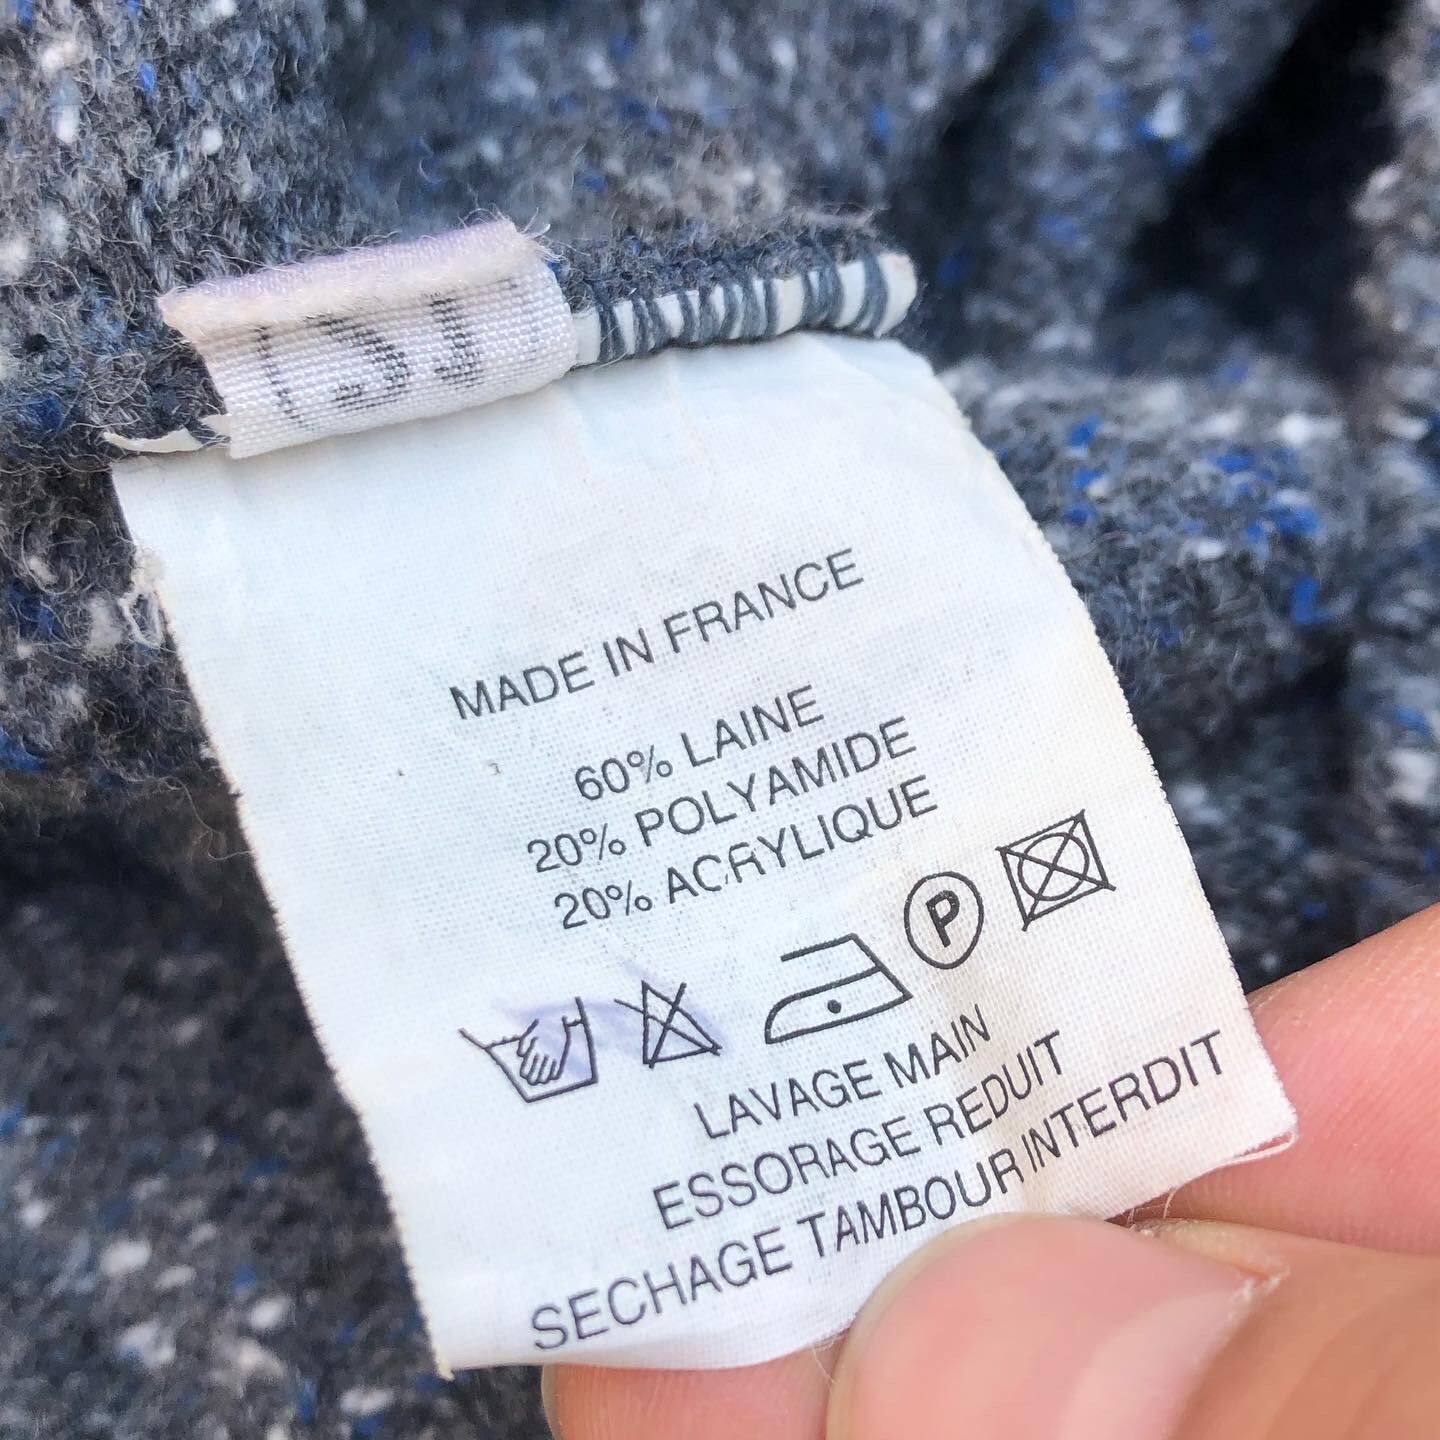 MADE IN FRANCE
60% LAINE
20% POLYAMIDE
20% ACRYLIQUE
P
LAVAGE MAIN
ESSORAGE REDUIT
SECHAGE TAMBOUR INTERDIT